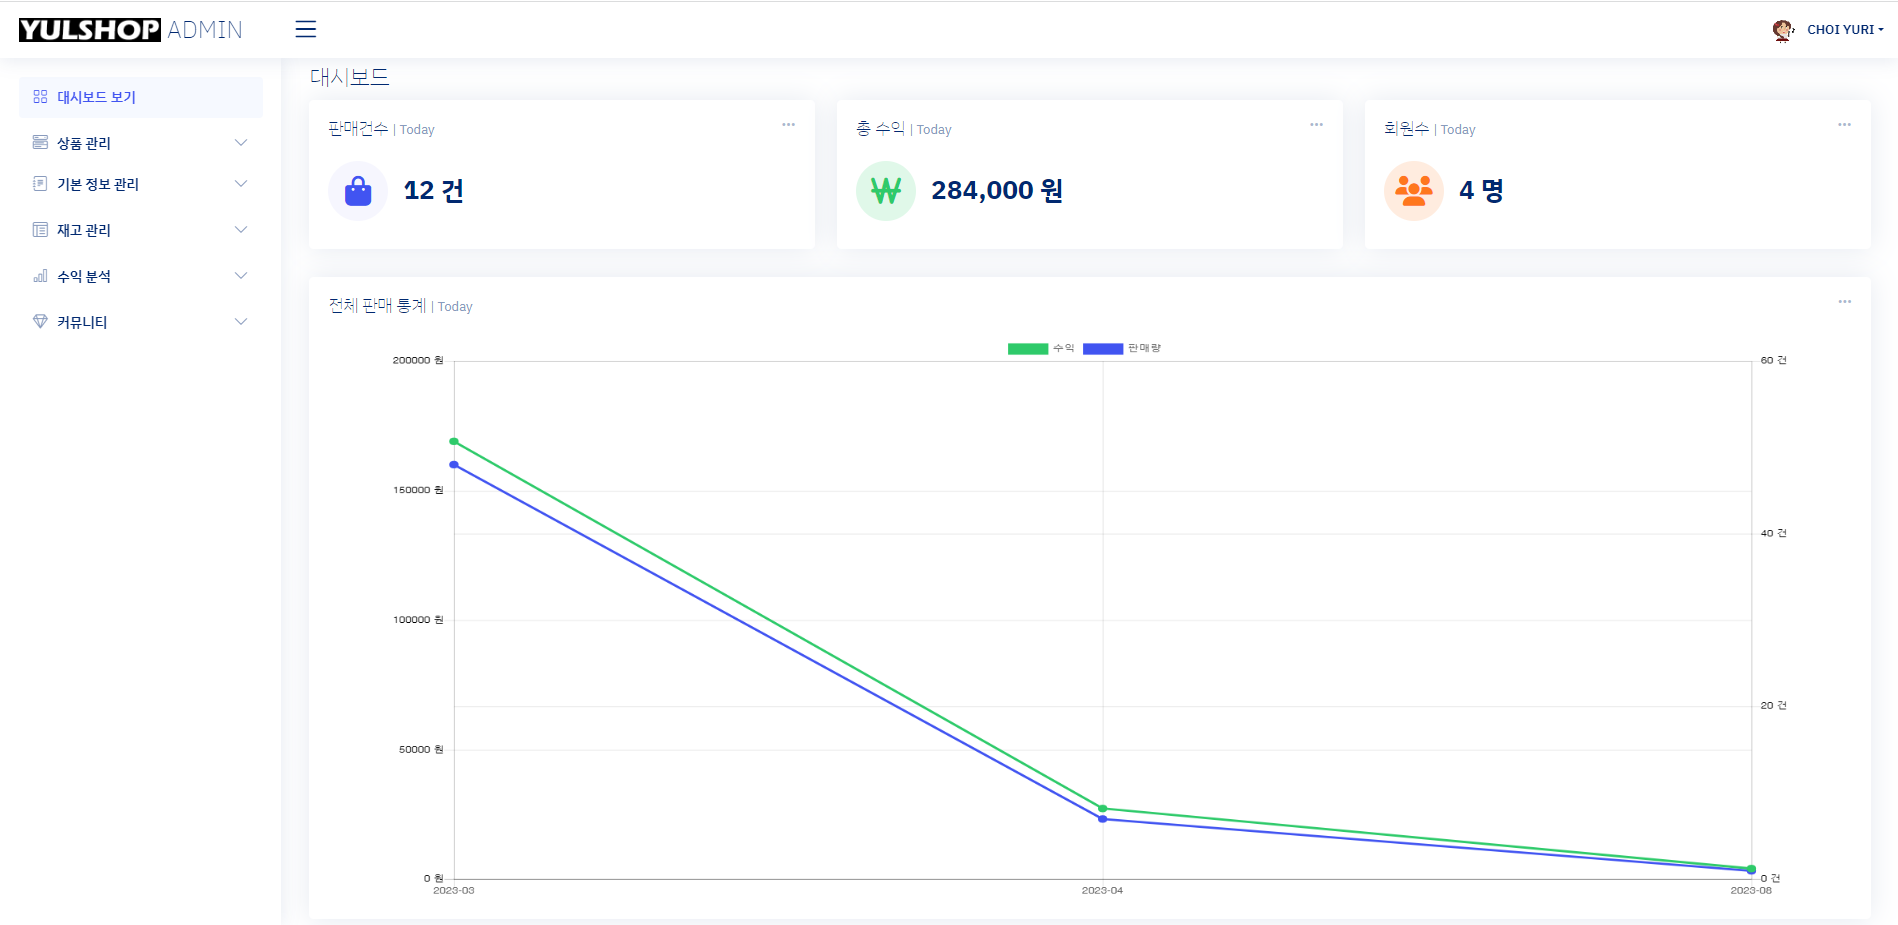 YULSHOP ADMIN
CHOI YURI
대시보드 보기
상품 관리
기본 정보 관리
재고 관리
수익 분석
커뮤니티
대시보드
판매건수 | Today
12 건
총 수익 | Today
284,000 원
회원수 | Today
4 명
전체 판매 통계 | Today
수익 판매량
200000 원
150000 원
100000 원
50000 원
0 원
60 건
40 건
20 건
0 건
2023-03 2023-04 2023-08